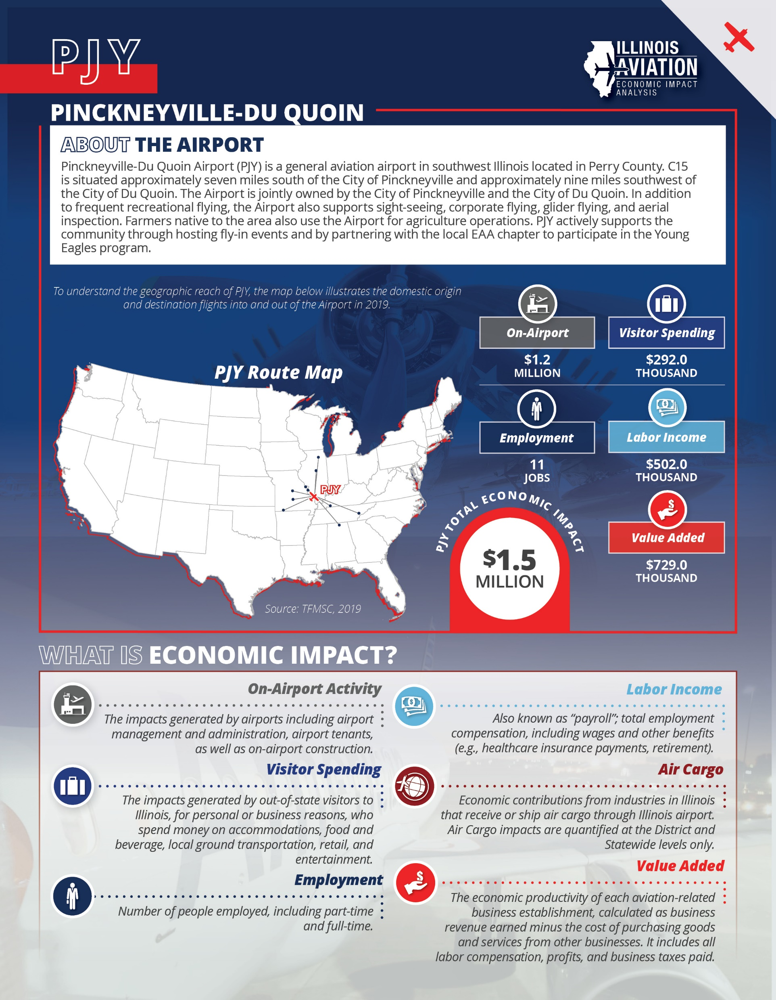 PJY
ILLINOIS
AVIATION
ECONOMIC IMPACT
ANALYSIS
PINCKNEYVILLE-DU QUOIN
ABOUT THE AIRPORT
Pinckneyville-Du Quoin Airport (PJY) is a general aviation airport in southwest Illinois located in Perry County. C15
is situated approximately seven miles south of the City of Pinckneyville and approximately nine miles southwest of
the City of Du Quoin. The Airport is jointly owned by the City of Pinckneyville and the City of Du Quoin. In addition
to frequent recreational flying, the Airport also supports sight-seeing, corporate flying, glider flying, and aerial
inspection. Farmers native to the area also use the Airport for agriculture operations. PJY actively supports the
community through hosting fly-in events and by partnering with the local EAA chapter to participate in the Young
Eagles program.
To understand the geographic reach of PJY, the map below illustrates the domestic origin
and destination flights into and out of the Airport in 2019.
PJY Route Map
PJY
Source: TFMSC, 2019
On-Airport
$1.2
MILLION
Visitor Spending
$292.0
THOUSAND
Employment
11
JOBS
Labor Income
$502.0
THOUSAND
PJY TOTAL ECONOMIC IMPACT
$1.5
MILLION
Value Added
$729.0
THOUSAND
WHAT IS ECONOMIC IMPACT?
On-Airport Activity
The impacts generated by airports including airport
management and administration, airport tenants,
as well as on-airport construction.
Visitor Spending
The impacts generated by out-of-state visitors to
Illinois, for personal or business reasons, who
spend money on accommodations, food and
beverage, local ground transportation, retail, and
entertainment.
Employment
Number of people employed, including part-time
and full-time.
Labor Income
Also known as “payroll”; total employment
compensation, including wages and other benefits
(e.g., healthcare insurance payments, retirement).
Air Cargo
Economic contributions from industries in Illinois
that receive or ship air cargo through Illinois airport.
Air Cargo impacts are quantified at the District and
Statewide levels only.
Value Added
The economic productivity of each aviation-related
business establishment, calculated as business
revenue earned minus the cost of purchasing goods
and services from other businesses. It includes all
labor compensation, profits, and business taxes paid.